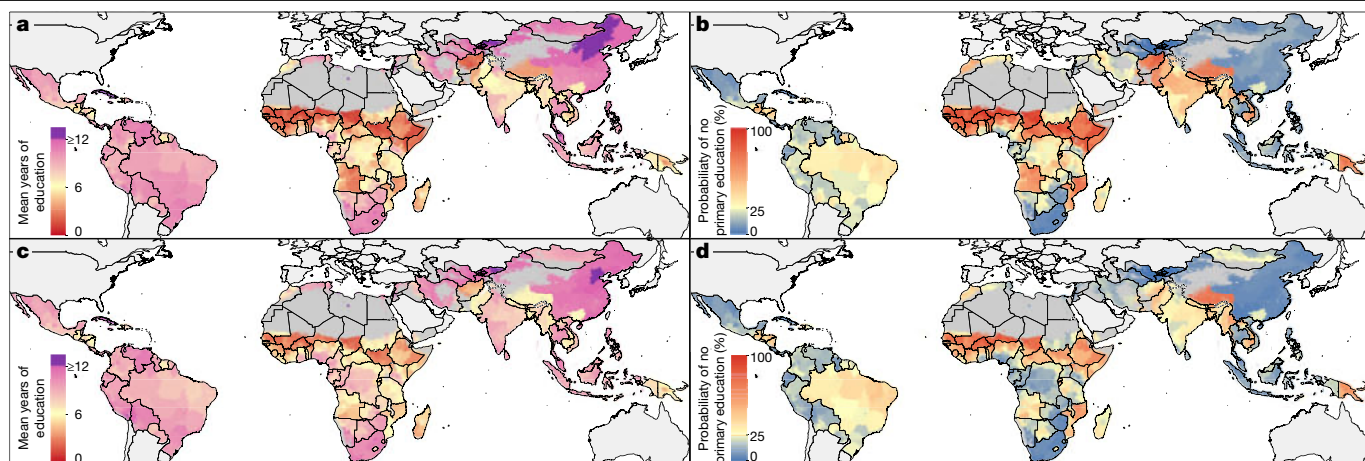 a
≥12
6
0
Mean years of
education
b
100
25
0
Probabiliaty of no
primary education (%)
c
≥12
6
0
Mean years of
education
d
100
25
0
Probability of no
primary education (%)